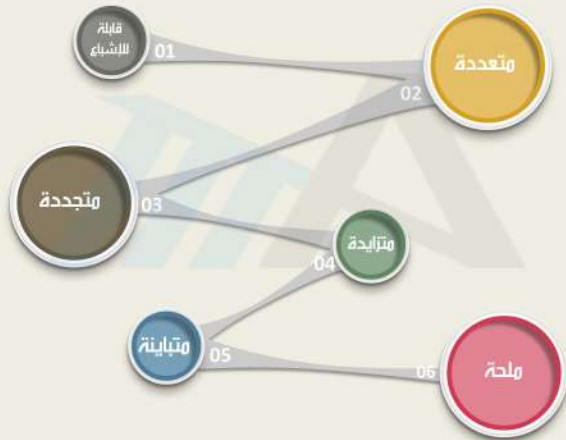 قابلة
للإشباع
01
متعددة
02
متجددة
03
متزايدة
04
متباينة
05
ملحة
06